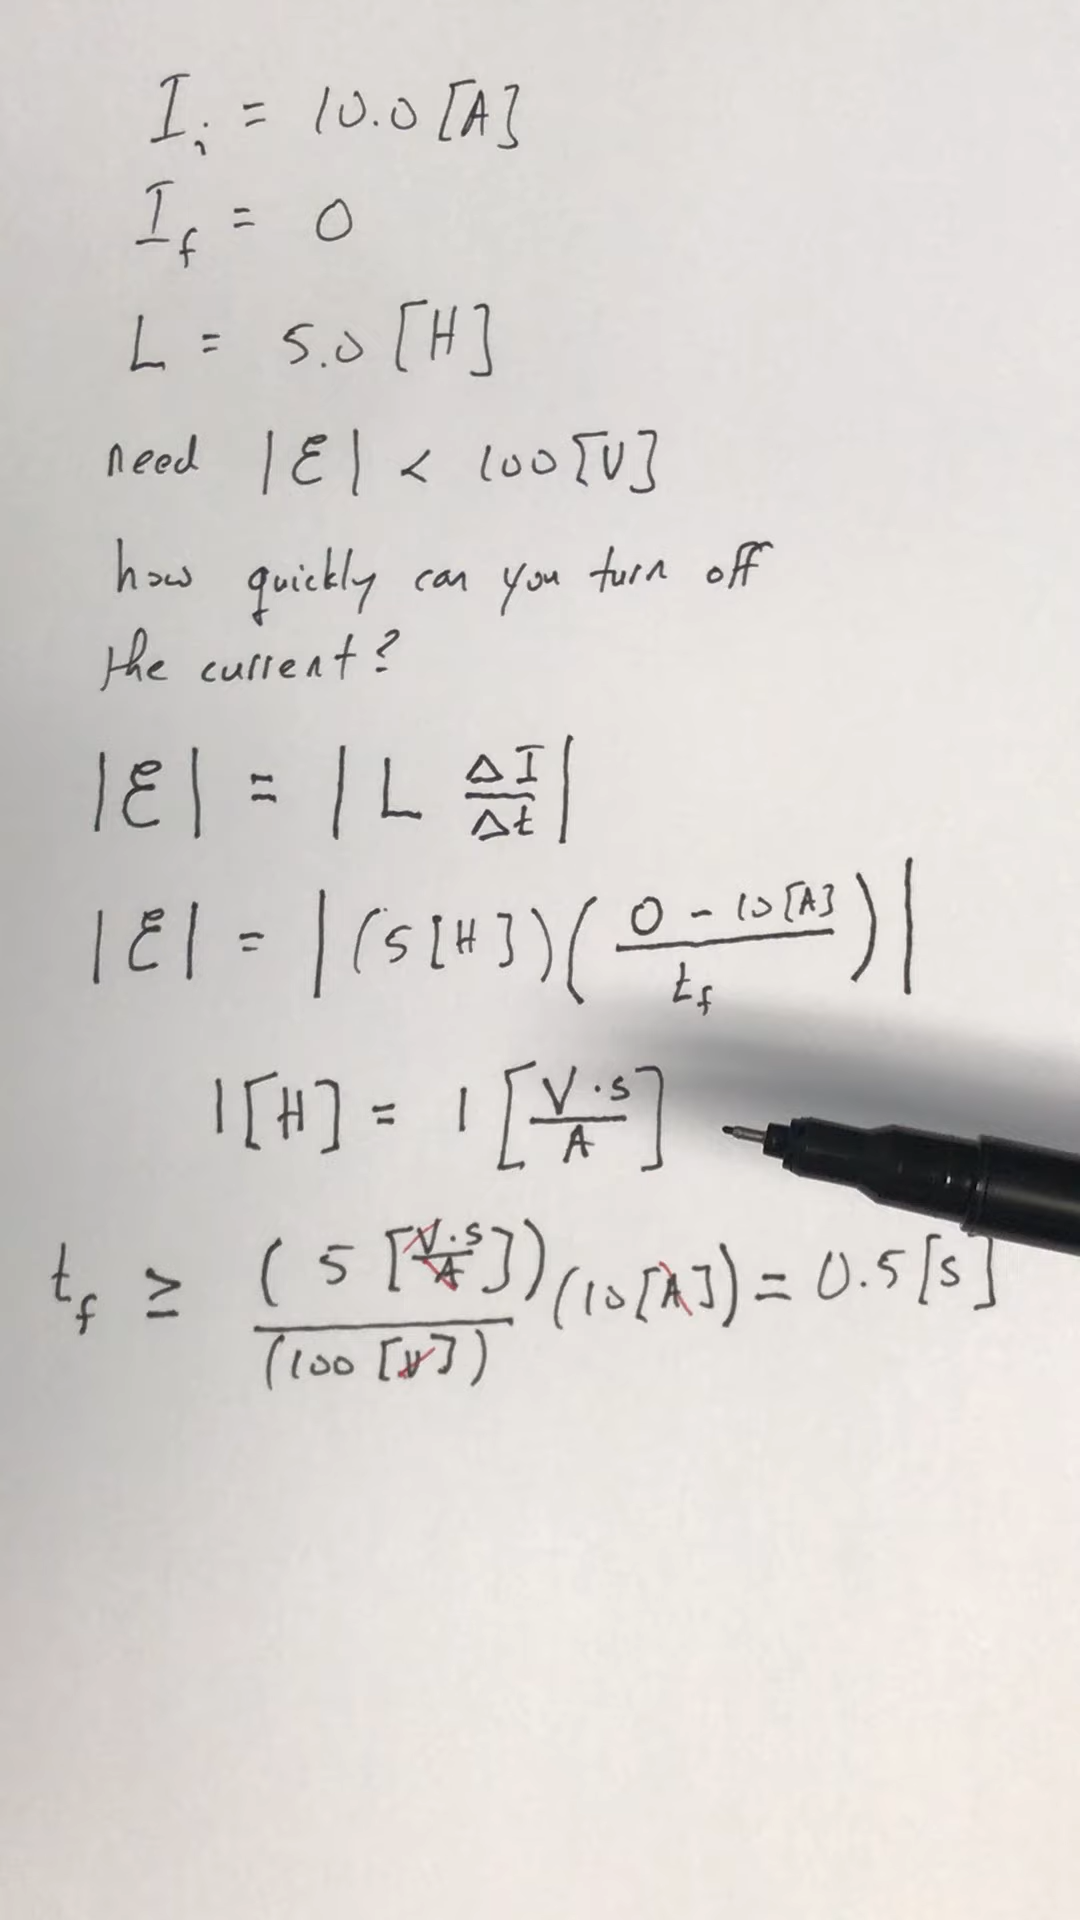 I_i = 10.0 [A]
I_f = 0
L = 5.0 [H]
need |ℰ| < 100 [V]
how quickly can you turn off
the current?
|ℰ| = |L ΔI/Δt|
|ℰ| = |(5[H])((0 - 10[A])/t_f)|
1[H] = 1[V·s/A]
t_f ≥ (5[V·s/A])/(100[V]) (10[A]) = 0.5[s]